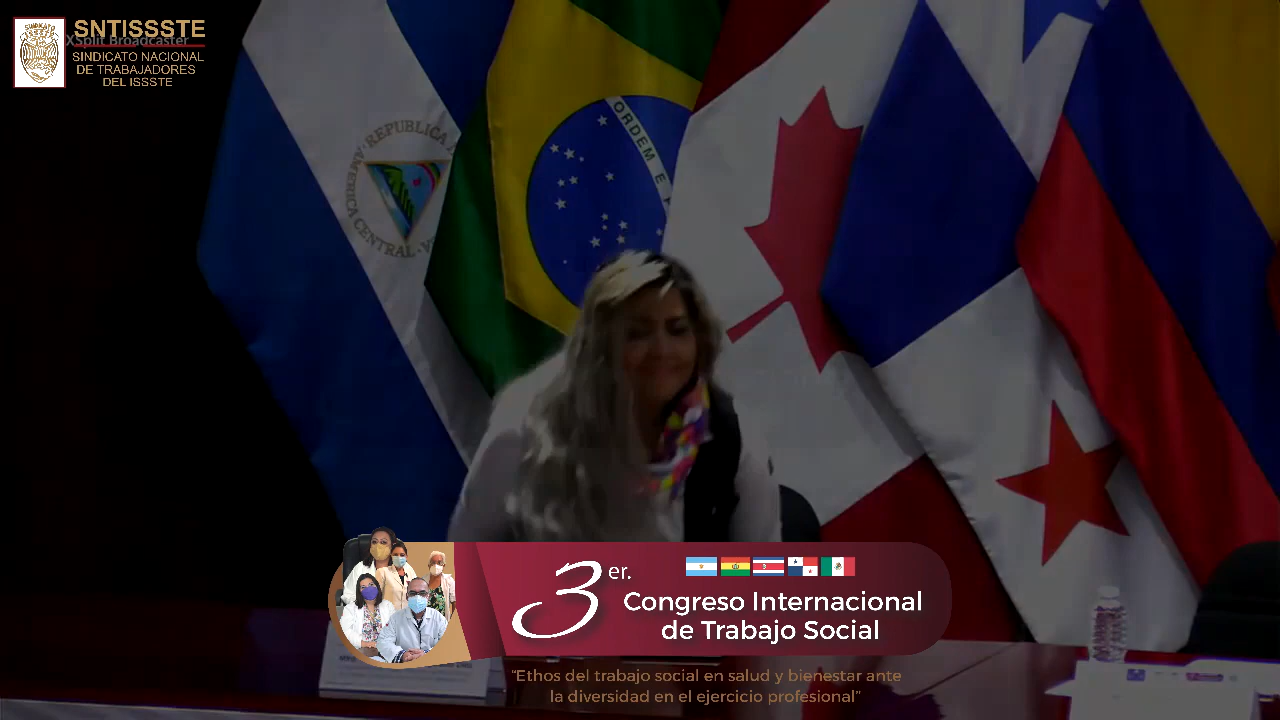 SNTISSSTE
XSplit Broadcaster
SINDICATO NACIONAL
DE TRABAJADORES
DEL ISSSTE
SINDICATO
REPUBLICA
AMERICA CENTRAL
ORDEM E
3er.
Congreso Internacional
de Trabajo Social
“Ethos del trabajo social en salud y bienestar ante
la diversidad en el ejercicio profesional”